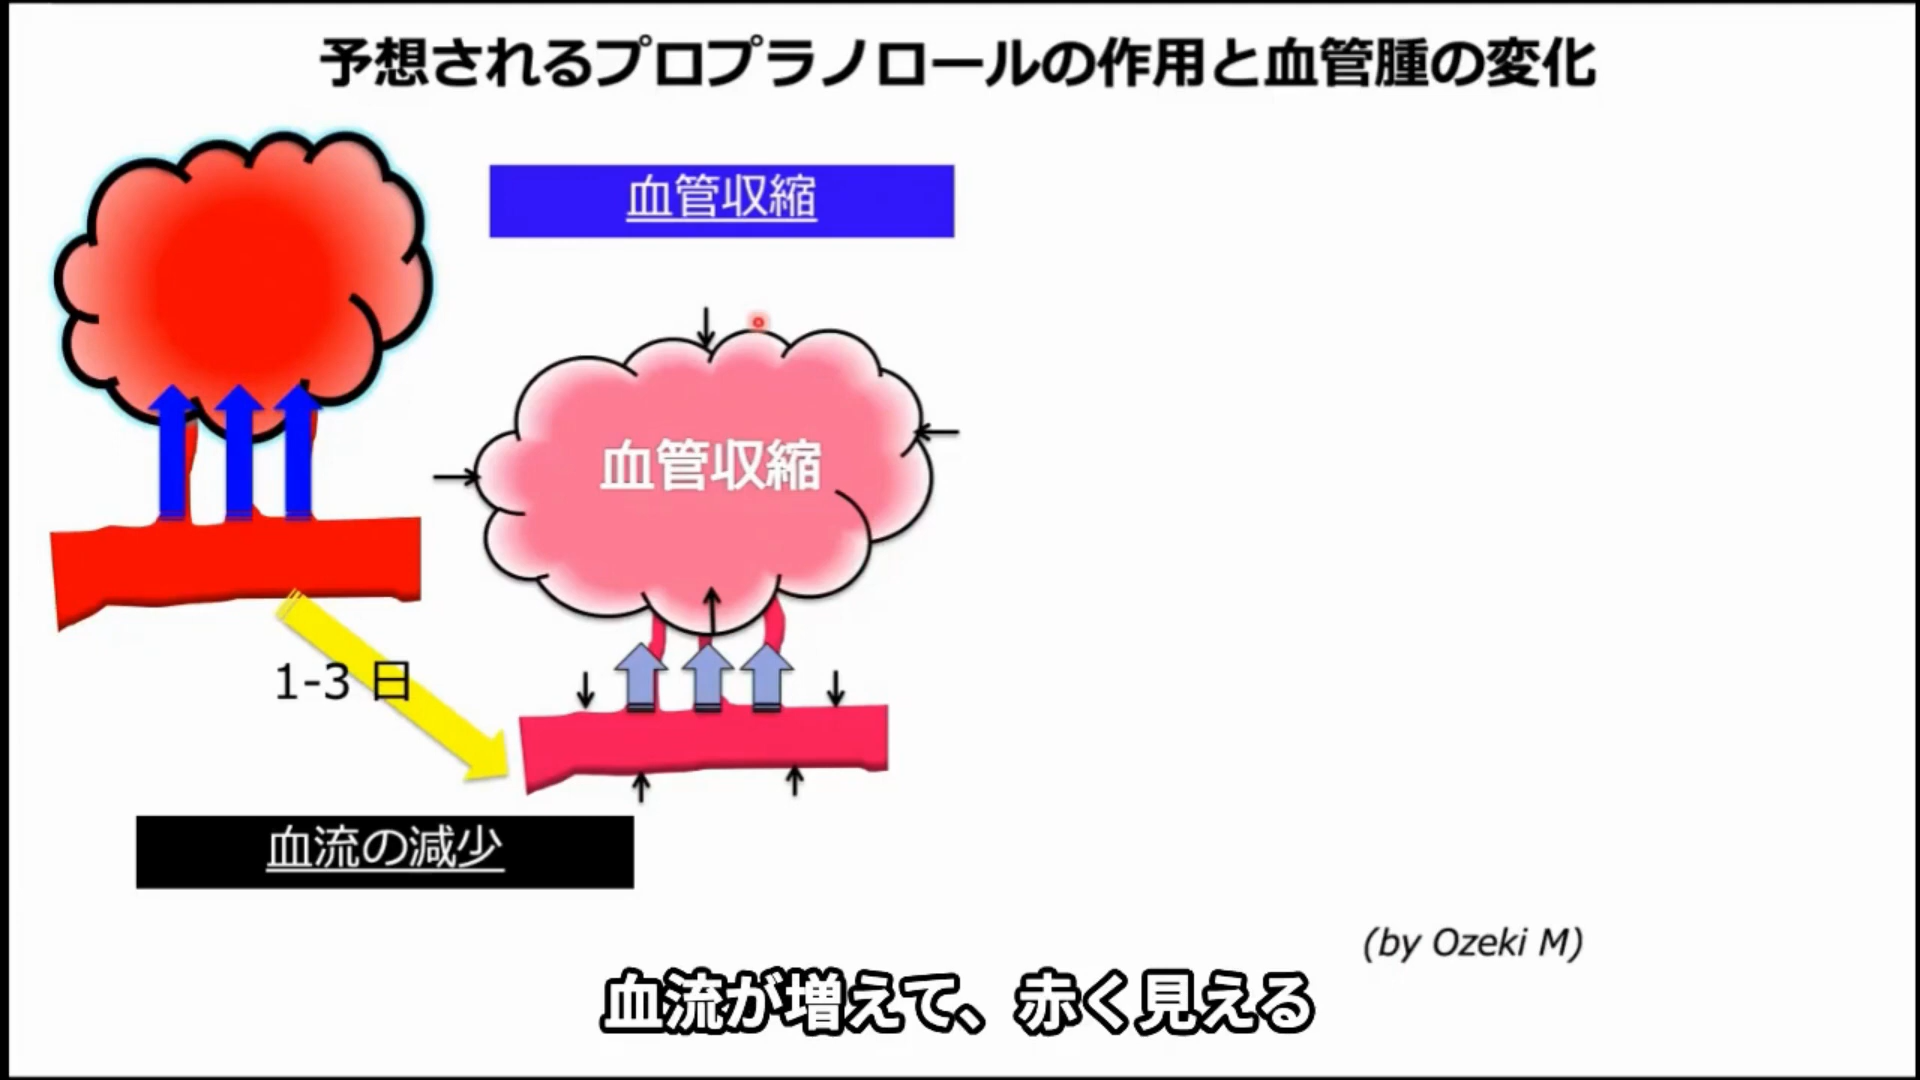 予想されるプロプラノロールの作用と血管腫の変化
血管収縮
血管収縮
1-3 日
血流の減少
(by Ozeki M)
血流が増えて、赤く見える